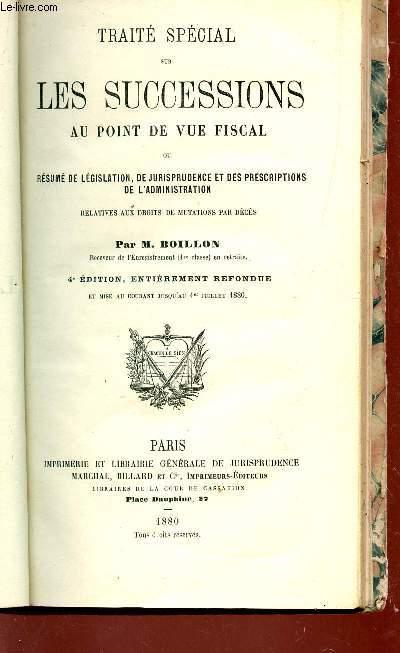 Le-livre.com
TRAITÉ SPÉCIAL
SUR
LES SUCCESSIONS
AU POINT DE VUE FISCAL
OU
RÉSUMÉ DE LÉGISLATION, DE JURISPRUDENCE ET DES PRESCRIPTIONS
DE L'ADMINISTRATION
RELATIVES AUX DROITS DE MUTATIONS PAR DÉCÈS
Par M. BOILLON
Receveur de l'Enregistrement (1re classe) en retraite.
4e ÉDITION, ENTIÈREMENT REFONDUE
ET MISE AU COURANT JUSQU'AU 1er JUILLET 1880.
PARIS
IMPRIMERIE ET LIBRAIRIE GÉNÉRALE DE JURISPRUDENCE
MARCHAL, BILLARD ET Cie, IMPRIMEURS-ÉDITEURS
LIBRAIRES DE LA COUR DE CASSATION
Place Dauphine, 27
1880
Tous droits réservés.